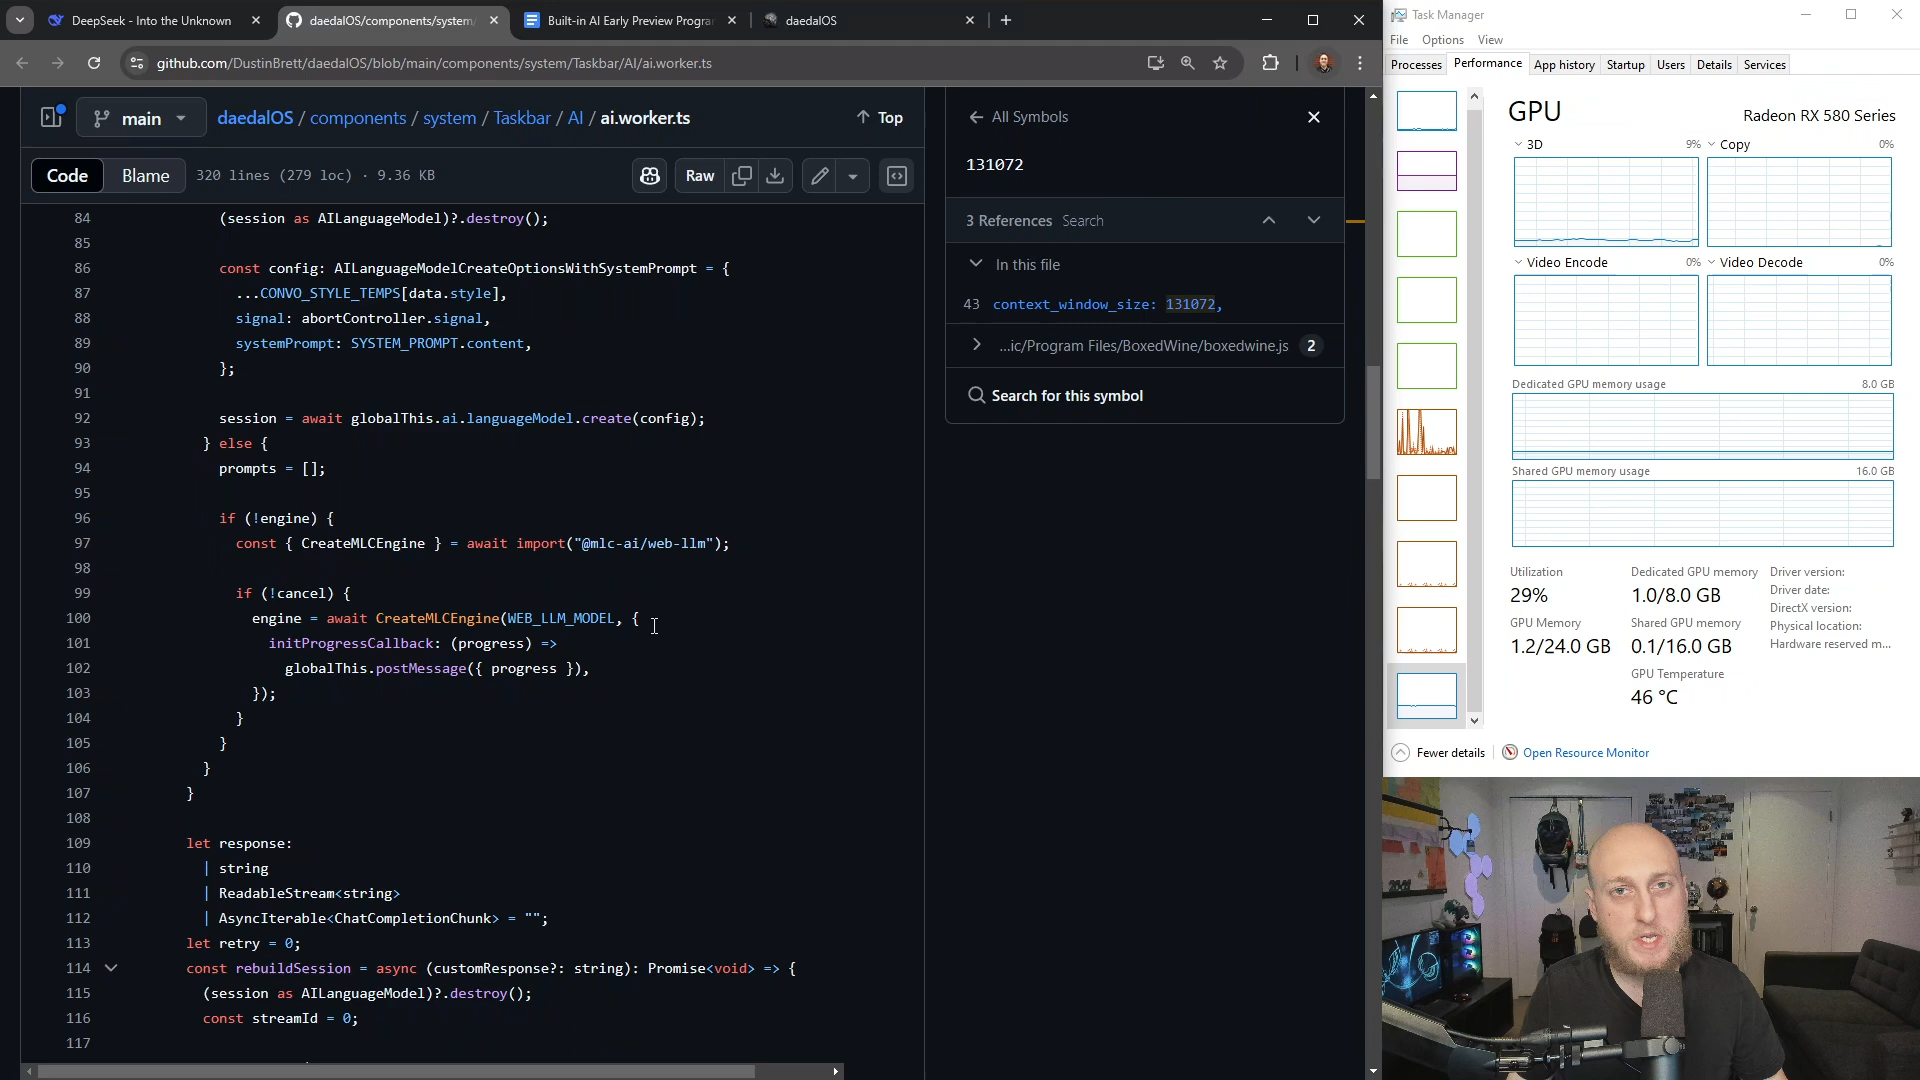 DeepSeek - Into the Unknown
daedalOS/components/system/
Built-in AI Early Preview Progra
daedalOS
github.com/DustinBrett/daedalOS/blob/main/components/system/Taskbar/AI/ai.worker.ts
main
daedalOS / components / system / Taskbar / AI / ai.worker.ts
Top
Code
Blame
320 lines (279 loc) · 9.36 KB
Raw
84 (session as AILanguageModel)?.destroy();
85
86 const config: AILanguageModelCreateOptionsWithSystemPrompt = {
87 ...CONVO_STYLE_TEMPS[data.style],
88 signal: abortController.signal,
89 systemPrompt: SYSTEM_PROMPT.content,
90 };
91
92 session = await globalThis.ai.languageModel.create(config);
93 } else {
94 prompts = [];
95
96 if (!engine) {
97 const { CreateMLCEngine } = await import("@mlc-ai/web-llm");
98
99 if (!cancel) {
100 engine = await CreateMLCEngine(WEB_LLM_MODEL, {
101 initProgressCallback: (progress) =>
102 globalThis.postMessage({ progress }),
103 });
104 }
105 }
106 }
107 }
108
109 let response:
110 | string
111 | ReadableStream<string>
112 | AsyncIterable<ChatCompletionChunk> = "";
113 let retry = 0;
114 const rebuildSession = async (customResponse?: string): Promise<void> => {
115 (session as AILanguageModel)?.destroy();
116 const streamId = 0;
117
All Symbols
131072
3 References Search
In this file
43 context_window_size: 131072,
...ic/Program Files/BoxedWine/boxedwine.js 2
Search for this symbol
Task Manager
File Options View
Processes Performance App history Startup Users Details Services
GPU
Radeon RX 580 Series
3D 9%
Copy 0%
Video Encode 0%
Video Decode 0%
Dedicated GPU memory usage 8.0 GB
Shared GPU memory usage 16.0 GB
Utilization
29%
GPU Memory
1.2/24.0 GB
Dedicated GPU memory
1.0/8.0 GB
Shared GPU memory
0.1/16.0 GB
GPU Temperature
46 °C
Driver version:
Driver date:
DirectX version:
Physical location:
Hardware reserved m...
Fewer details
Open Resource Monitor